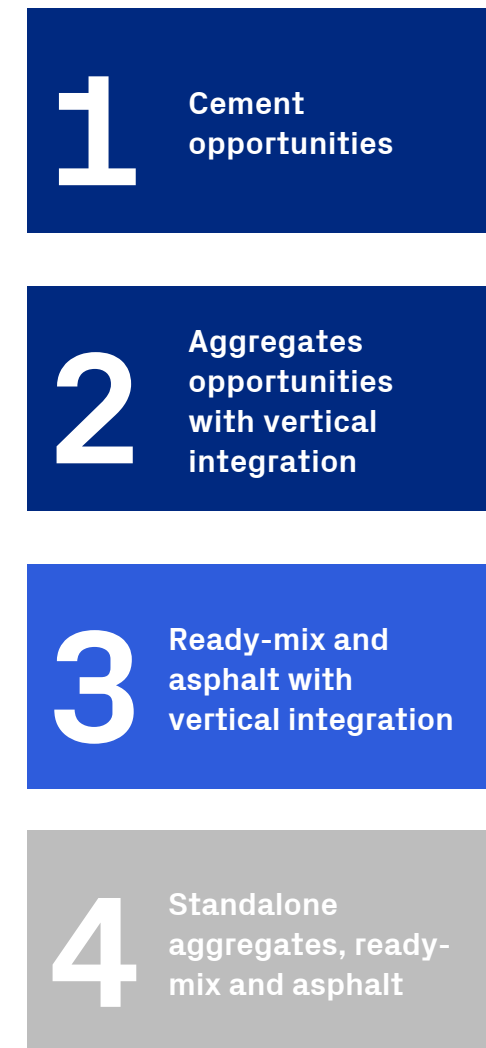 1
Cement
opportunities
2
Aggregates
opportunities
with vertical
integration
3
Ready-mix and
asphalt with
vertical integration
4
Standalone
aggregates, ready-
mix and asphalt